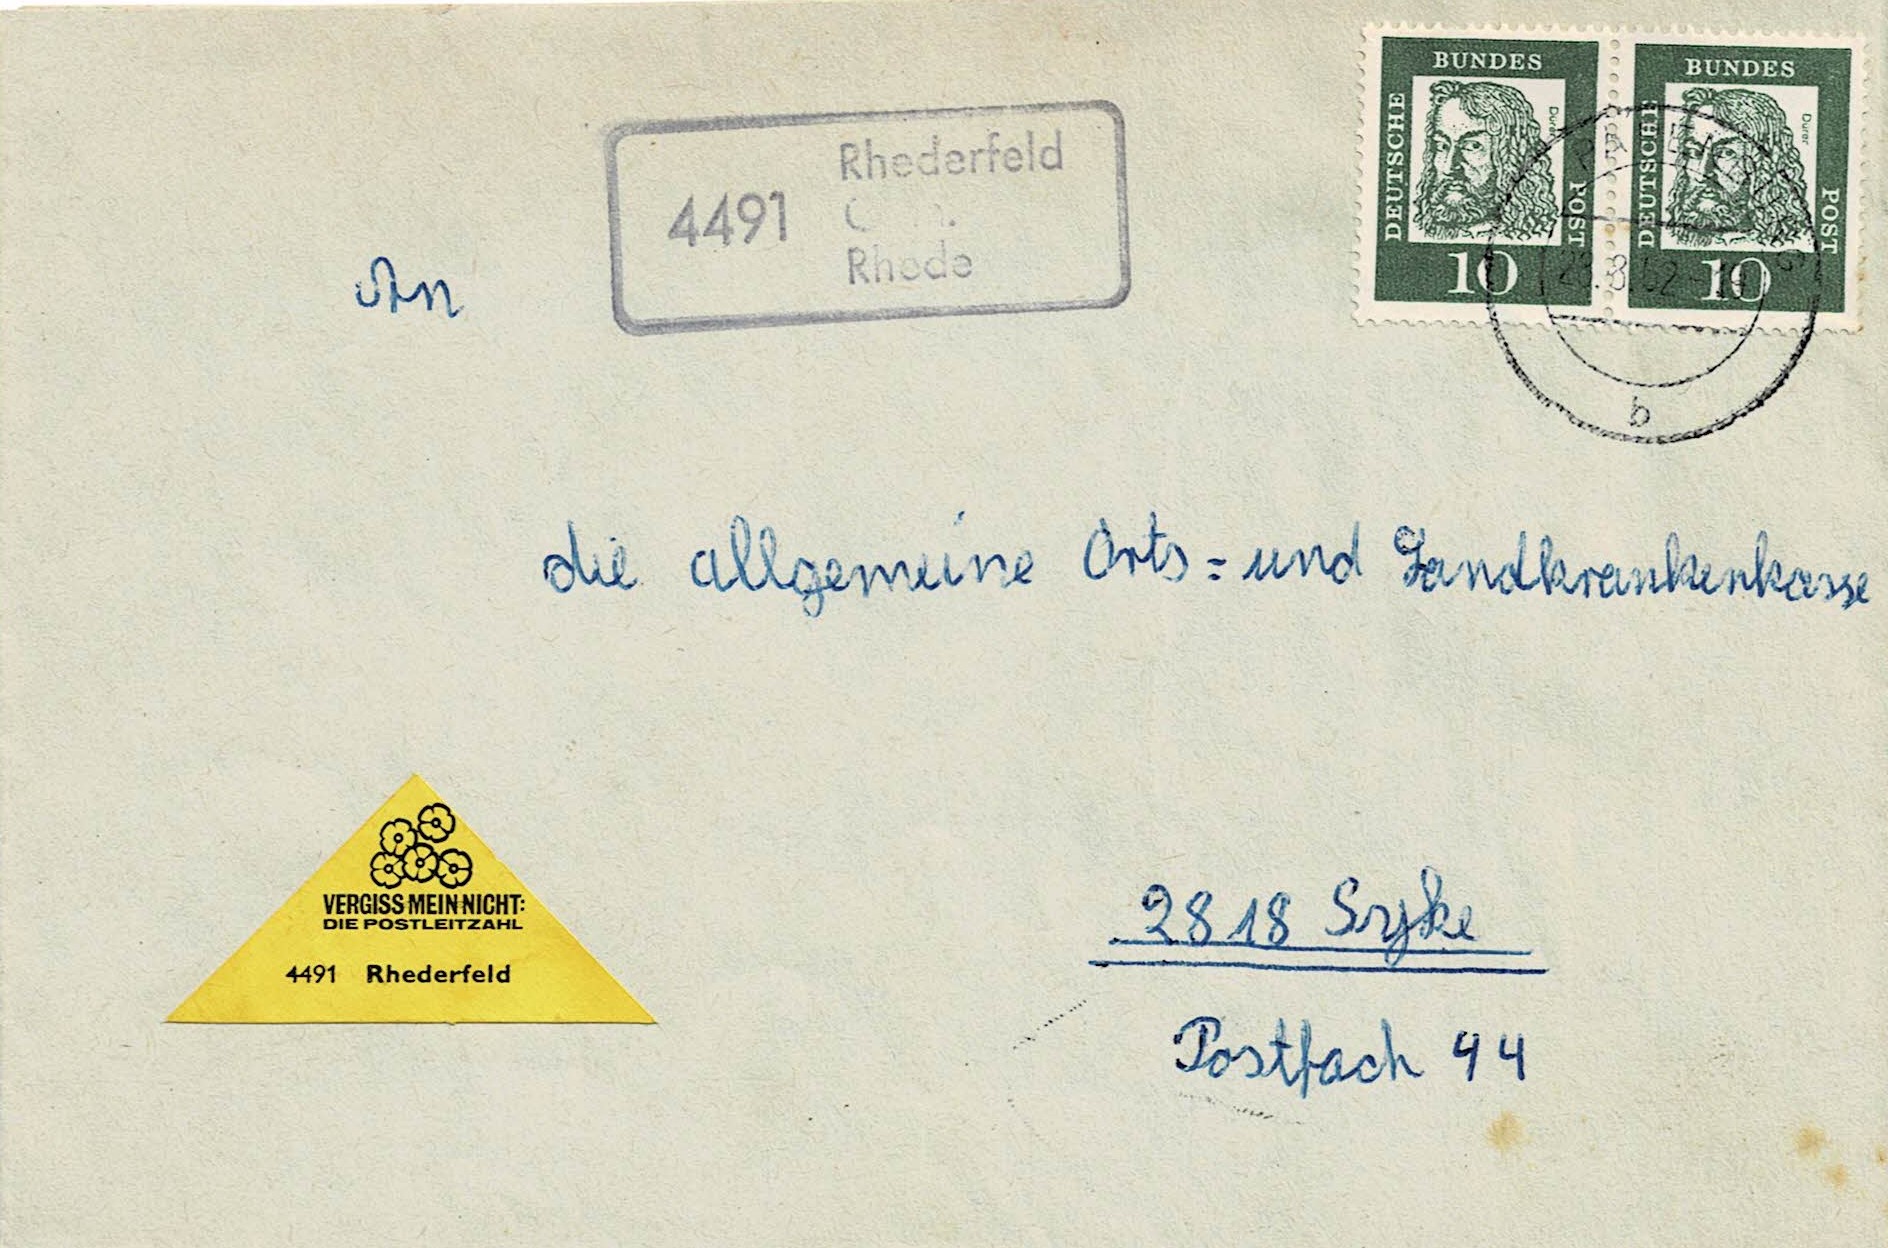 BUNDES
DEUTSCHE
POST
Dürer
10
BUNDES
DEUTSCHE
POST
Dürer
10
b
4491
Rhederfeld
Rhede
An
die allgemeine Orts= und Landkrankenkasse
VERGISS MEIN NICHT:
DIE POSTLEITZAHL
4491 Rhederfeld
2818 Syke
Postfach 44